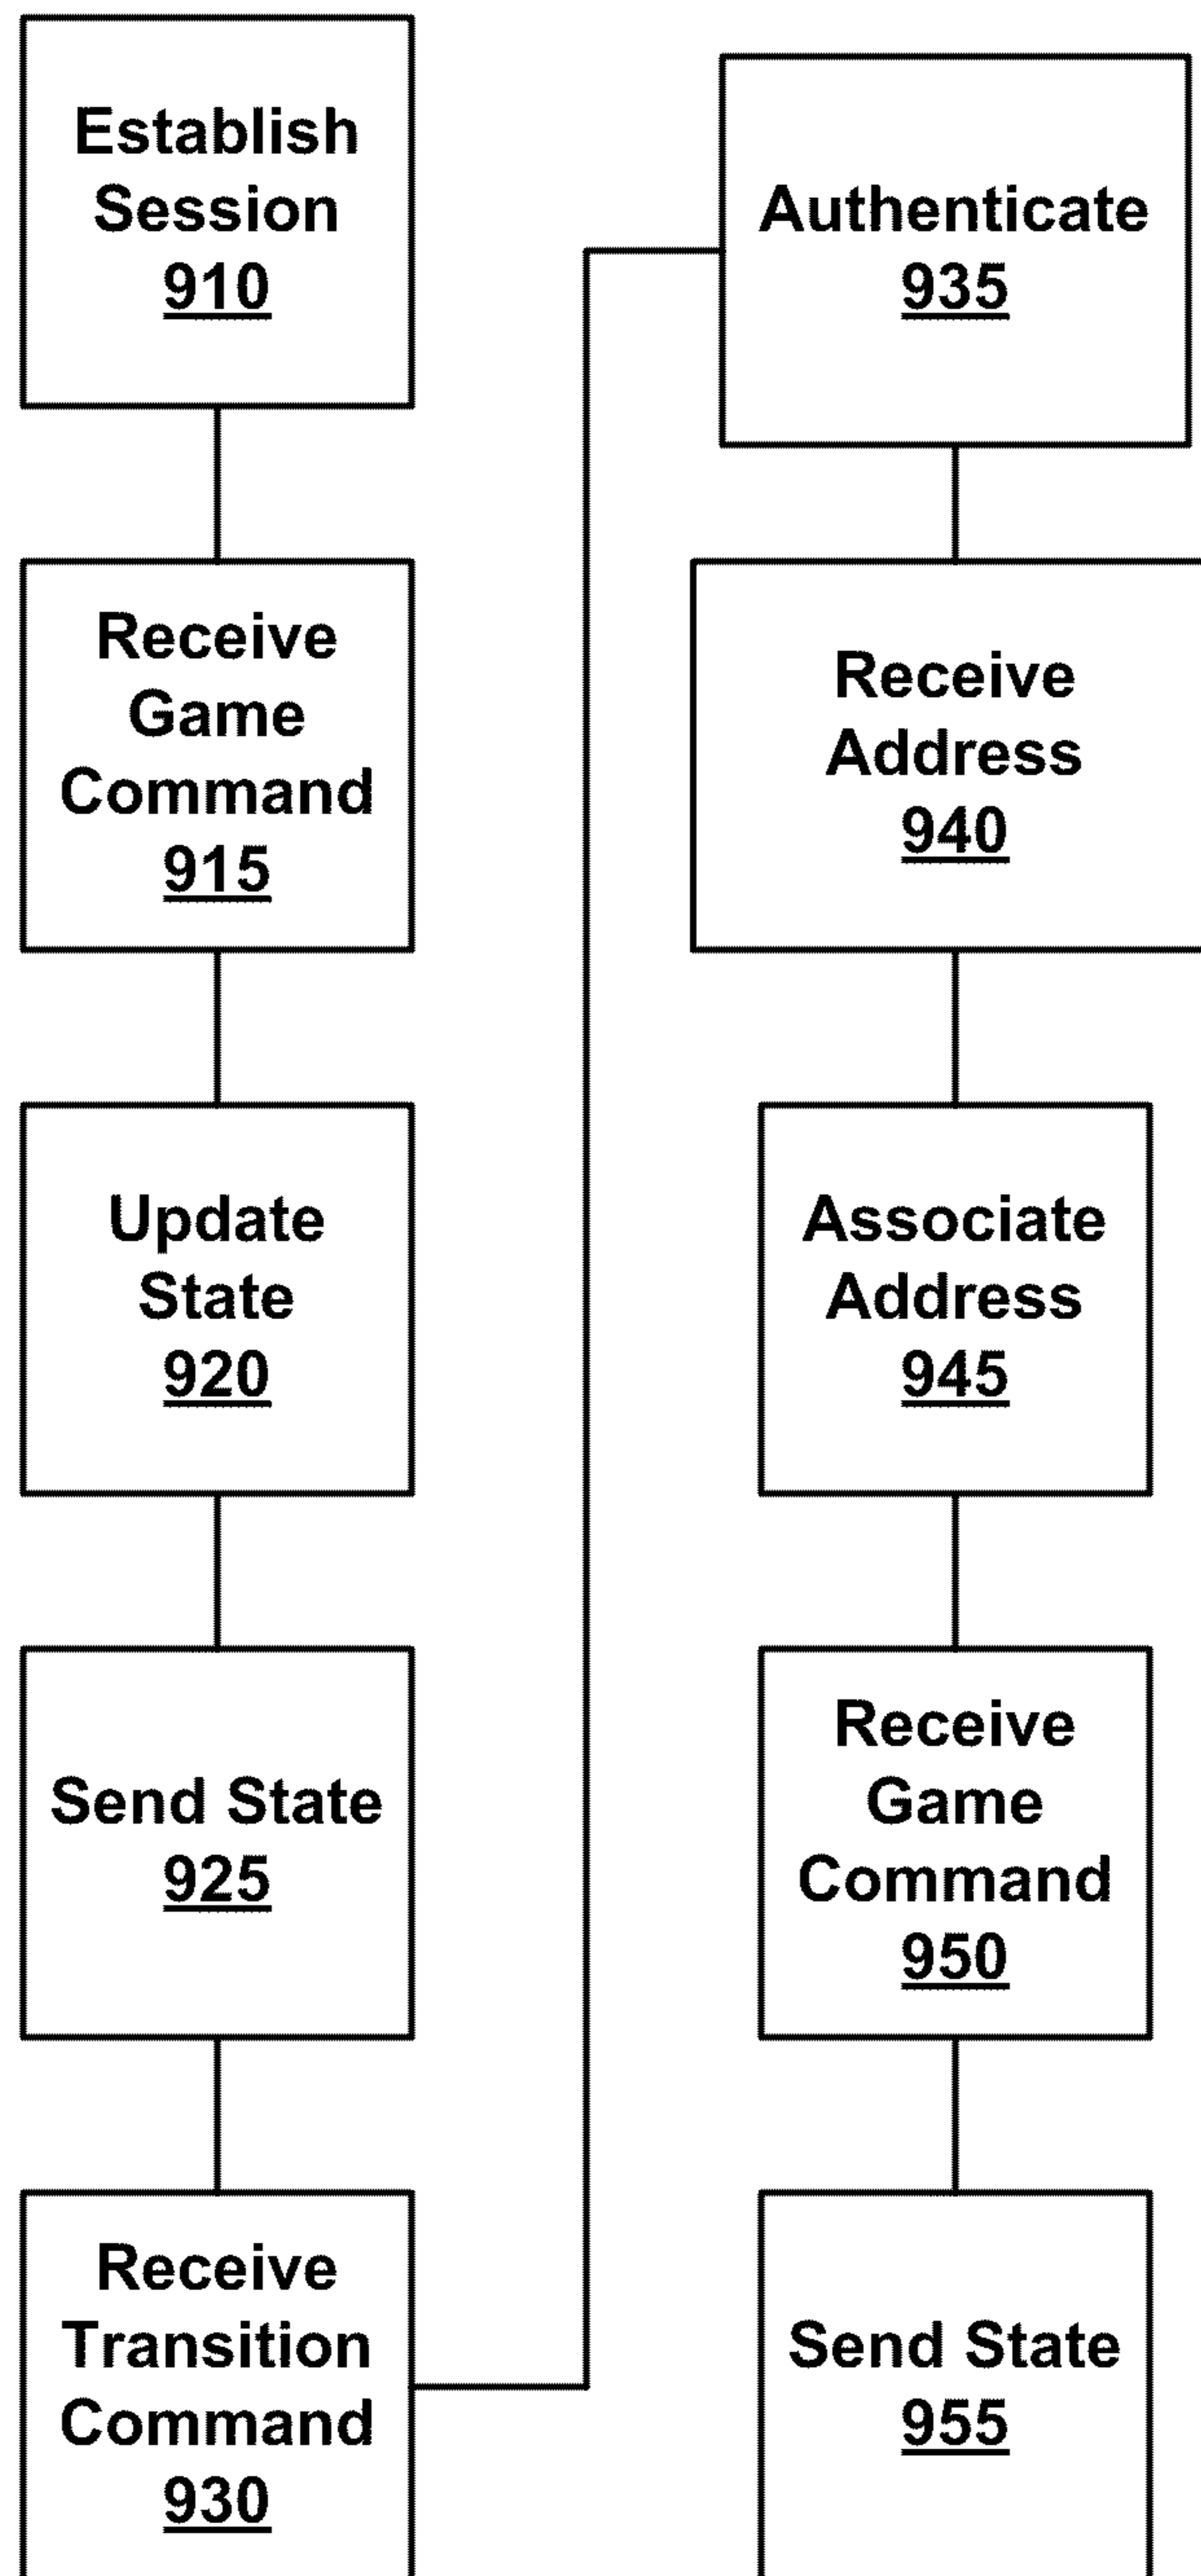 Establish
Session
910
Receive
Game
Command
915
Update
State
920
Send State
925
Receive
Transition
Command
930
Authenticate
935
Receive
Address
940
Associate
Address
945
Receive
Game
Command
950
Send State
955